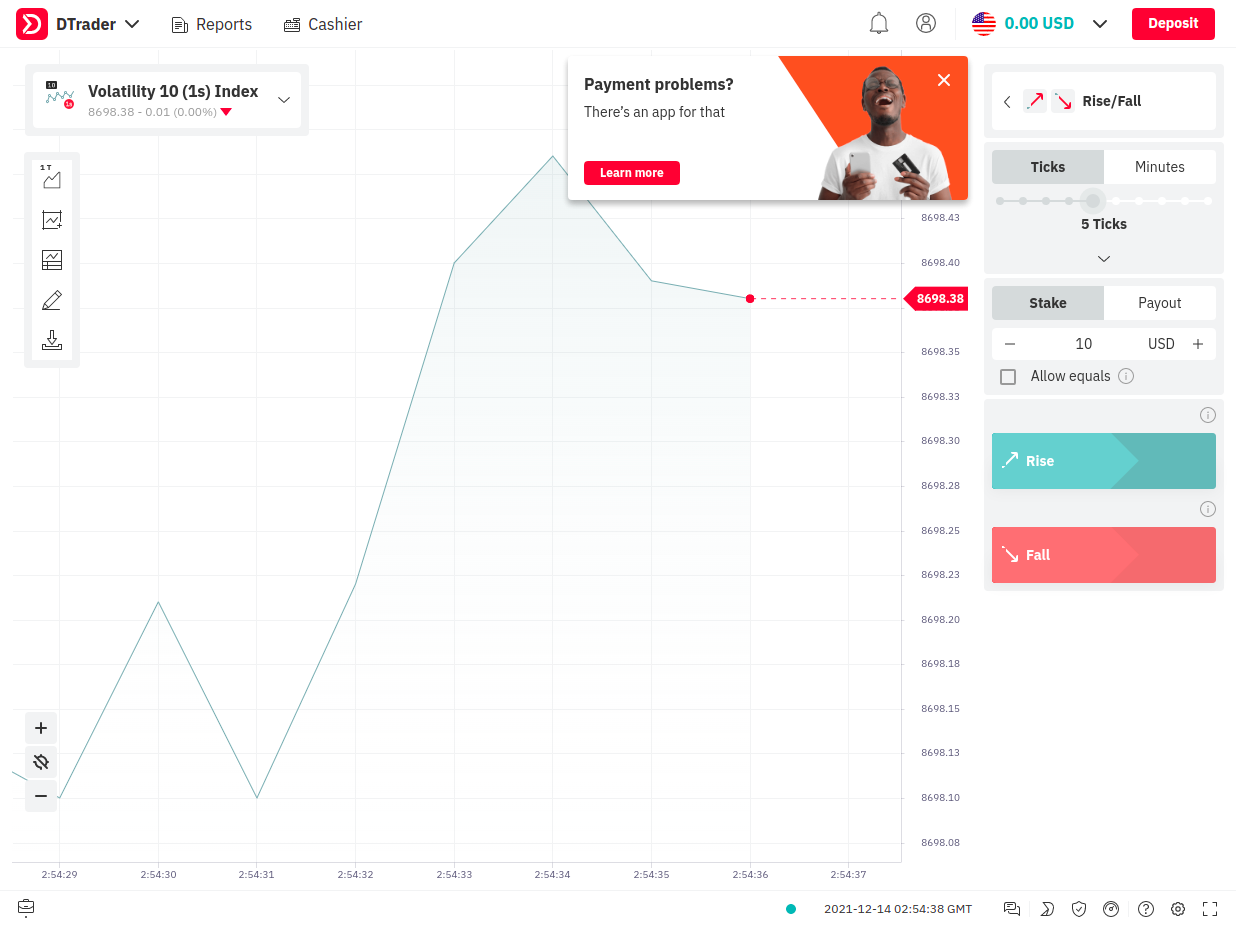 DTrader
Reports
Cashier
0.00 USD
Deposit
10
1s
Volatility 10 (1s) Index
8698.38 - 0.01 (0.00%)
Payment problems?
There's an app for that
Learn more
1T
8698.43
8698.40
8698.38
8698.35
8698.33
8698.30
8698.28
8698.25
8698.23
8698.20
8698.18
8698.15
8698.13
8698.10
8698.08
2:54:29
2:54:30
2:54:31
2:54:32
2:54:33
2:54:34
2:54:35
2:54:36
2:54:37
Rise/Fall
Ticks
Minutes
5 Ticks
Stake
Payout
10
USD
Allow equals
Rise
Fall
2021-12-14 02:54:38 GMT